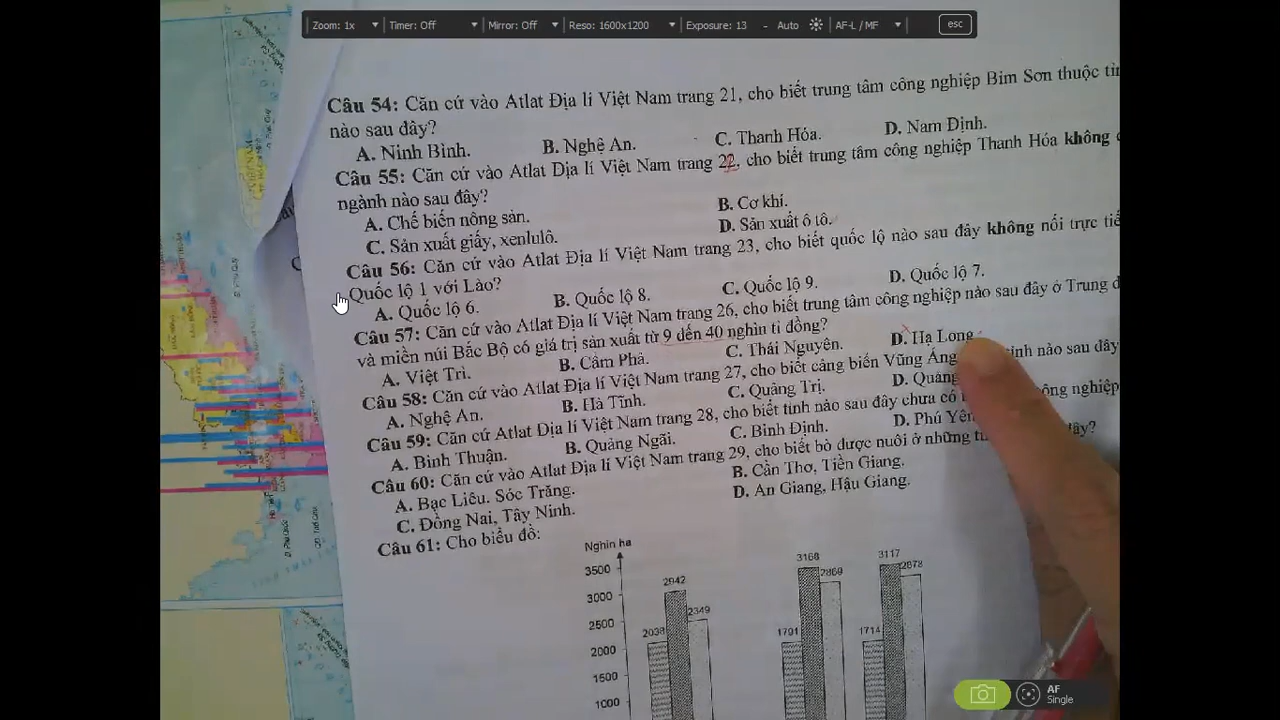 Zoom: 1x Timer: Off Mirror: Off Reso: 1600x1200 Exposure: 13 - Auto AF-L / MF esc
Câu 54: Căn cứ vào Atlat Địa lí Việt Nam trang 21, cho biết trung tâm công nghiệp Bỉm Sơn thuộc
nào sau đây?
A. Ninh Bình. B. Nghệ An. C. Thanh Hóa. D. Nam Định.
Câu 55: Căn cứ vào Atlat Địa lí Việt Nam trang 22, cho biết trung tâm công nghiệp Thanh Hóa không
ngành nào sau đây?
A. Chế biến nông sản. B. Cơ khí.
C. Sản xuất giấy, xenlulô. D. Sản xuất ô tô.
Câu 56: Căn cứ vào Atlat Địa lí Việt Nam trang 23, cho biết quốc lộ nào sau đây không nối trực
Quốc lộ 1 với Lào?
A. Quốc lộ 6. B. Quốc lộ 8. C. Quốc lộ 9. D. Quốc lộ 7.
Câu 57: Căn cứ vào Atlat Địa lí Việt Nam trang 26, cho biết trung tâm công nghiệp nào sau đây ở Trung
và miền núi Bắc Bộ có giá trị sản xuất từ 9 đến 40 nghìn tỉ đồng?
A. Việt Trì. B. Cẩm Phả. C. Thái Nguyên. D. Hạ Long
Câu 58: Căn cứ vào Atlat Địa lí Việt Nam trang 27, cho biết cảng biển Vũng Áng nào sau đây
A. Nghệ An. B. Hà Tĩnh. C. Quảng Trị. D.
Câu 59: Căn cứ Atlat Địa lí Việt Nam trang 28, cho biết tỉnh nào sau đây chưa có nghiệp
A. Bình Thuận. B. Quảng Ngãi. C. Bình Định. D. Phú
Câu 60: Căn cứ vào Atlat Địa lí Việt Nam trang 29, cho biết bò được nuôi ở những đây?
A. Bạc Liêu. Sóc Trăng. B. Cần Thơ, Tiền Giang.
C. Đồng Nai, Tây Ninh. D. An Giang, Hậu Giang.
Câu 61: Cho biểu đồ:
Nghìn ha
3500
3000
2500
2000
1500
1000
2038 2942 2349
1791 3168 2869
1714 3117 2878
AF
Single